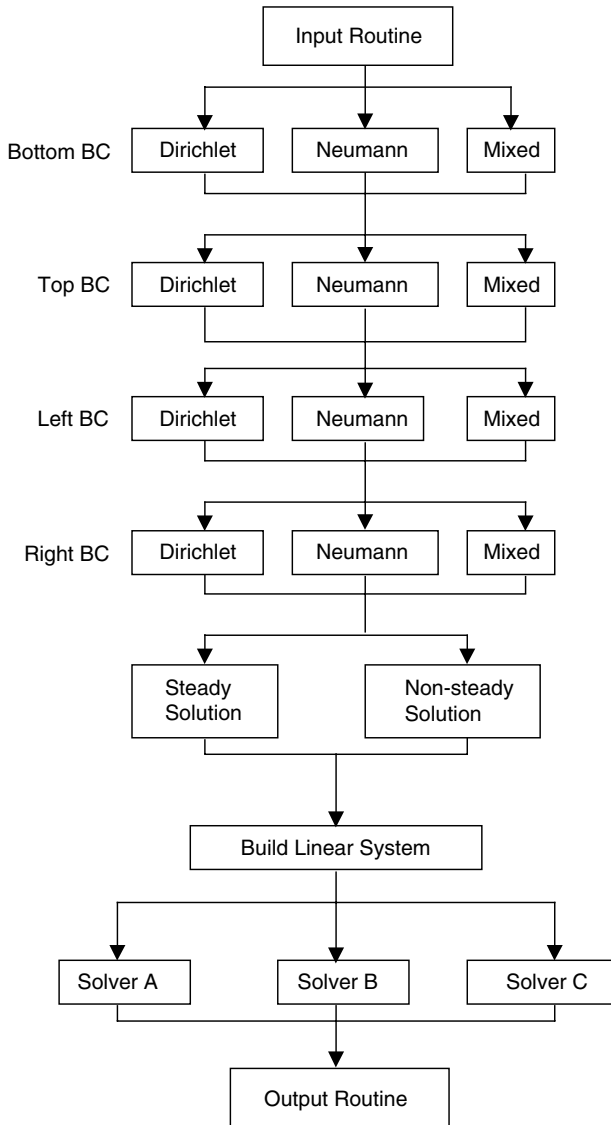 Input Routine
Bottom BC
Dirichlet
Neumann
Mixed
Top BC
Dirichlet
Neumann
Mixed
Left BC
Dirichlet
Neumann
Mixed
Right BC
Dirichlet
Neumann
Mixed
Steady
Solution
Non-steady
Solution
Build Linear System
Solver A
Solver B
Solver C
Output Routine